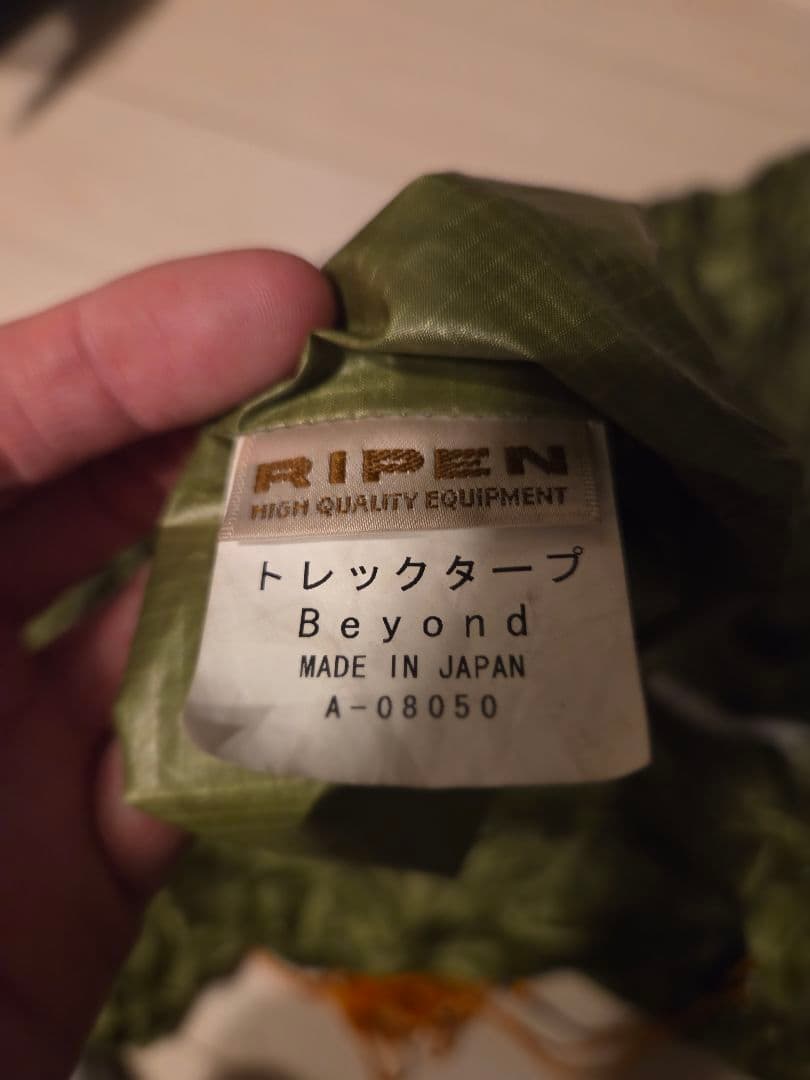 RIPEN
HIGH QUALITY EQUIPMENT
トレックタープ
Beyond
MADE IN JAPAN
A-08050